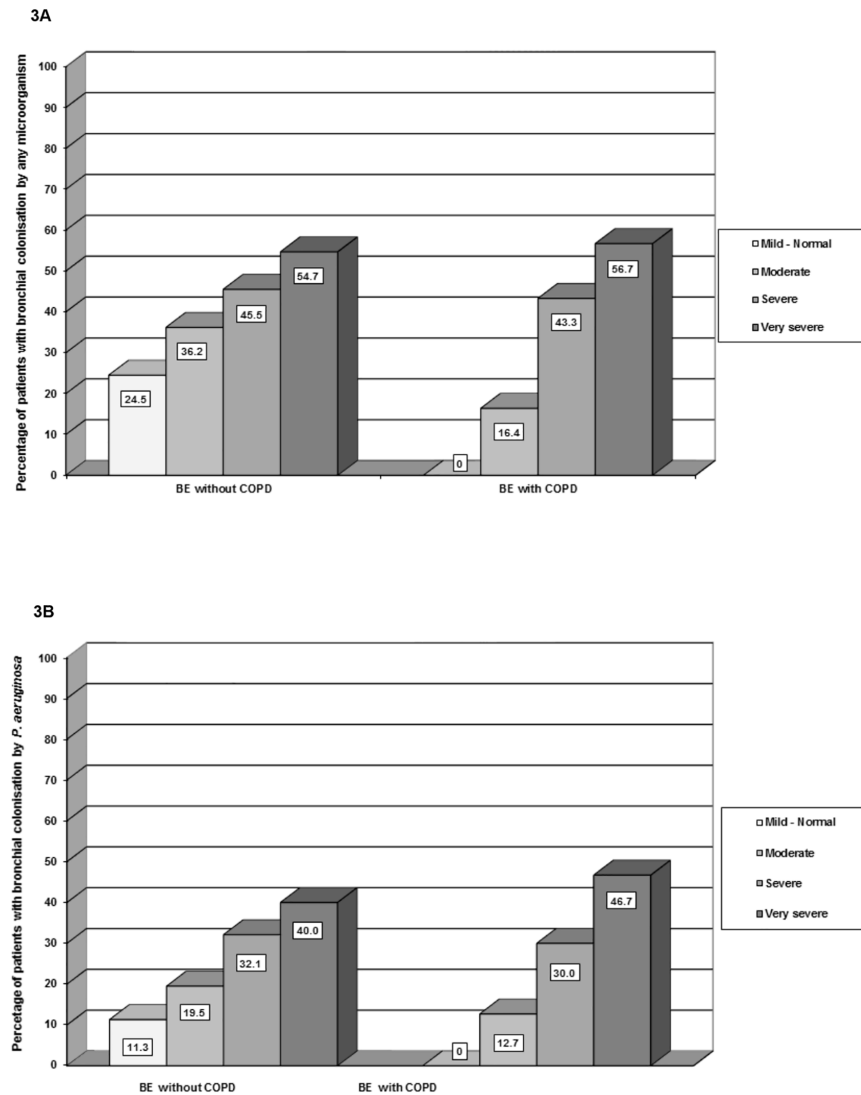 3A
Percentage of patients with bronchial colonisation by any microorganism
100
90
80
70
60
50
40
30
20
10
0
24.5
36.2
45.5
54.7
0
16.4
43.3
56.7
BE without COPD
BE with COPD
Mild - Normal
Moderate
Severe
Very severe
3B
Percetage of patients with bronchial colonisation by P. aeruginosa
100
90
80
70
60
50
40
30
20
10
0
11.3
19.5
32.1
40.0
0
12.7
30.0
46.7
BE without COPD
BE with COPD
Mild - Normal
Moderate
Severe
Very severe